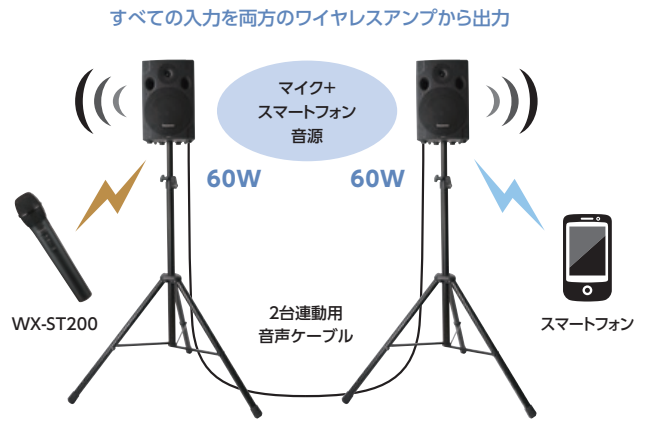 すべての入力を両方のワイヤレスアンプから出力
マイク+
スマートフォン
音源
60W
60W
2台連動用
音声ケーブル
WX-ST200
スマートフォン